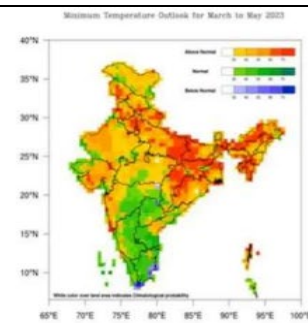 Minimum Temperature Outlook for March to May 2023
40°N
Above Normal
35°N
Normal
30°N
Below Normal
25°N
20°N
15°N
10°N
White color over land area indicates Climatological probability
65°E 70°E 75°E 80°E 85°E 90°E 95°E 100°E